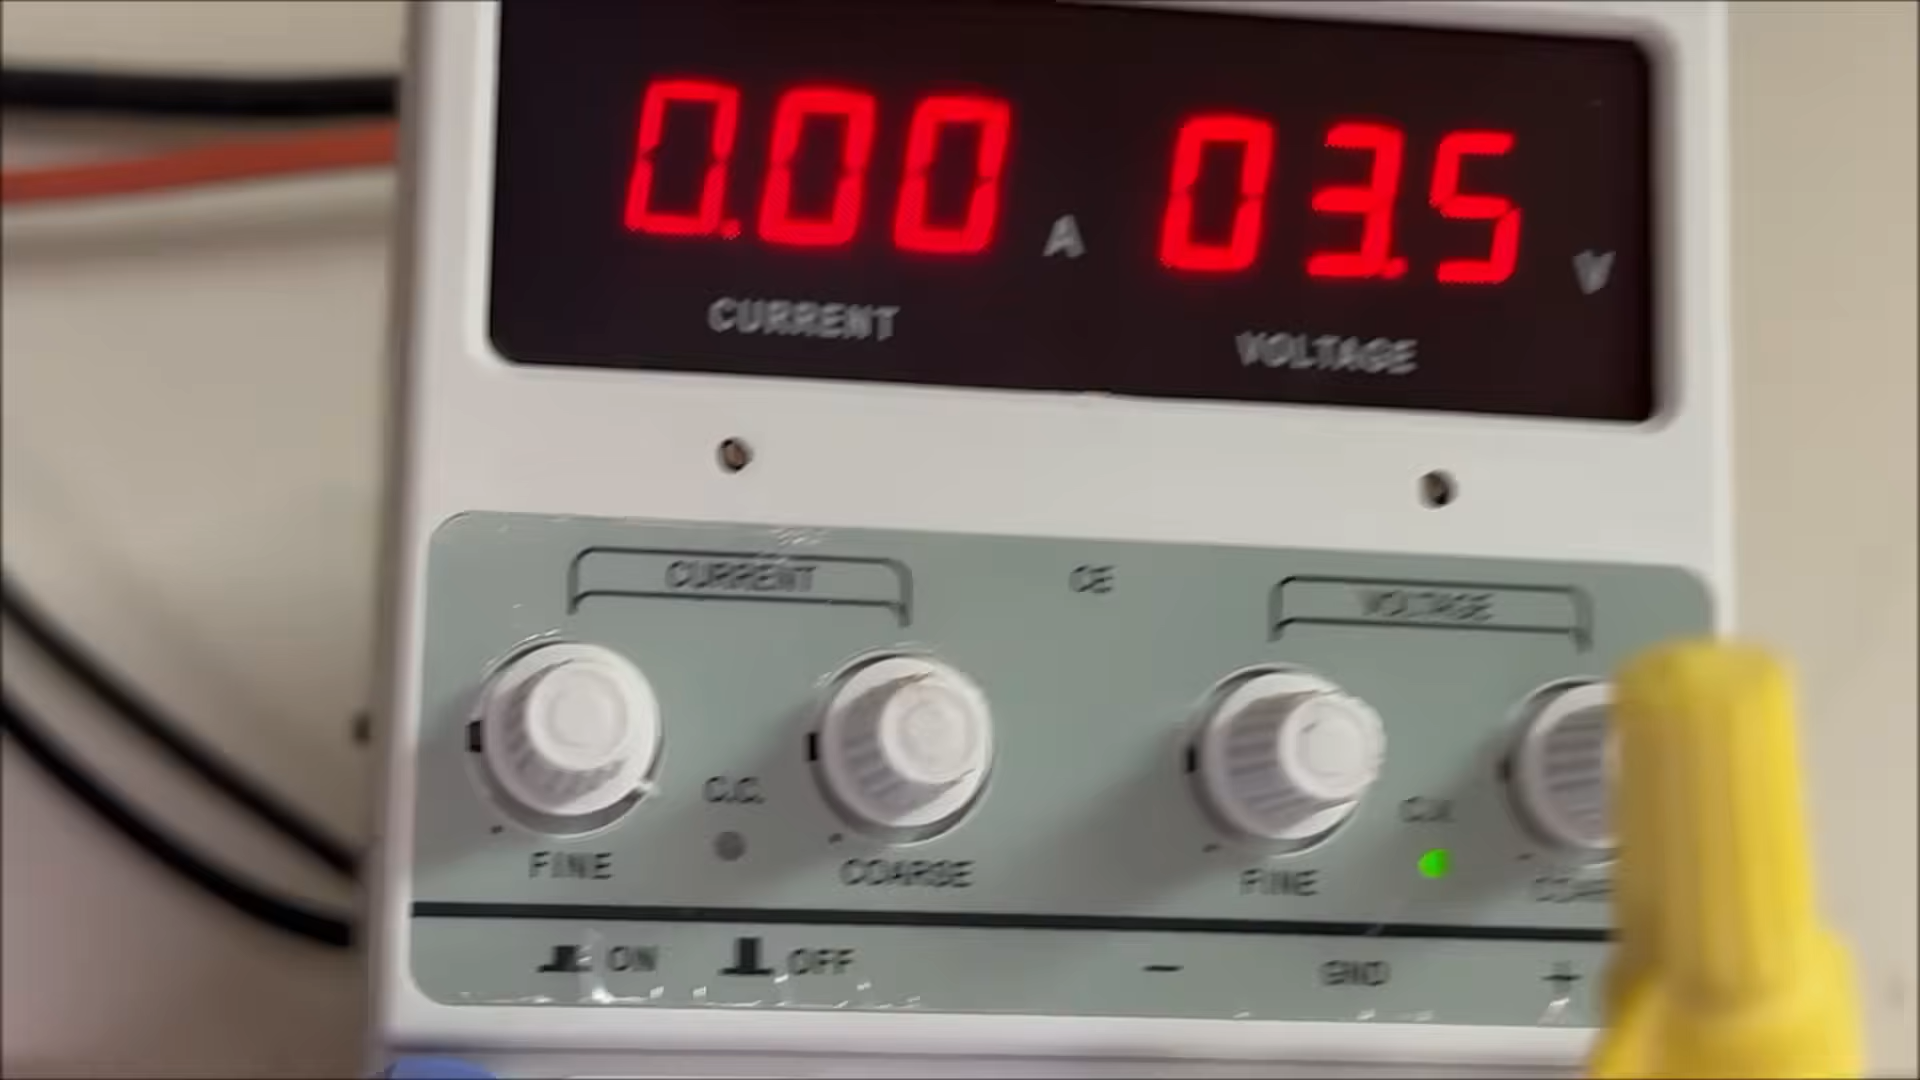 0.00 A 03.5 V
CURRENT VOLTAGE
CURRENT CE VOLTAGE
C.C. C.V.
FINE COARSE FINE
ON OFF - GND +